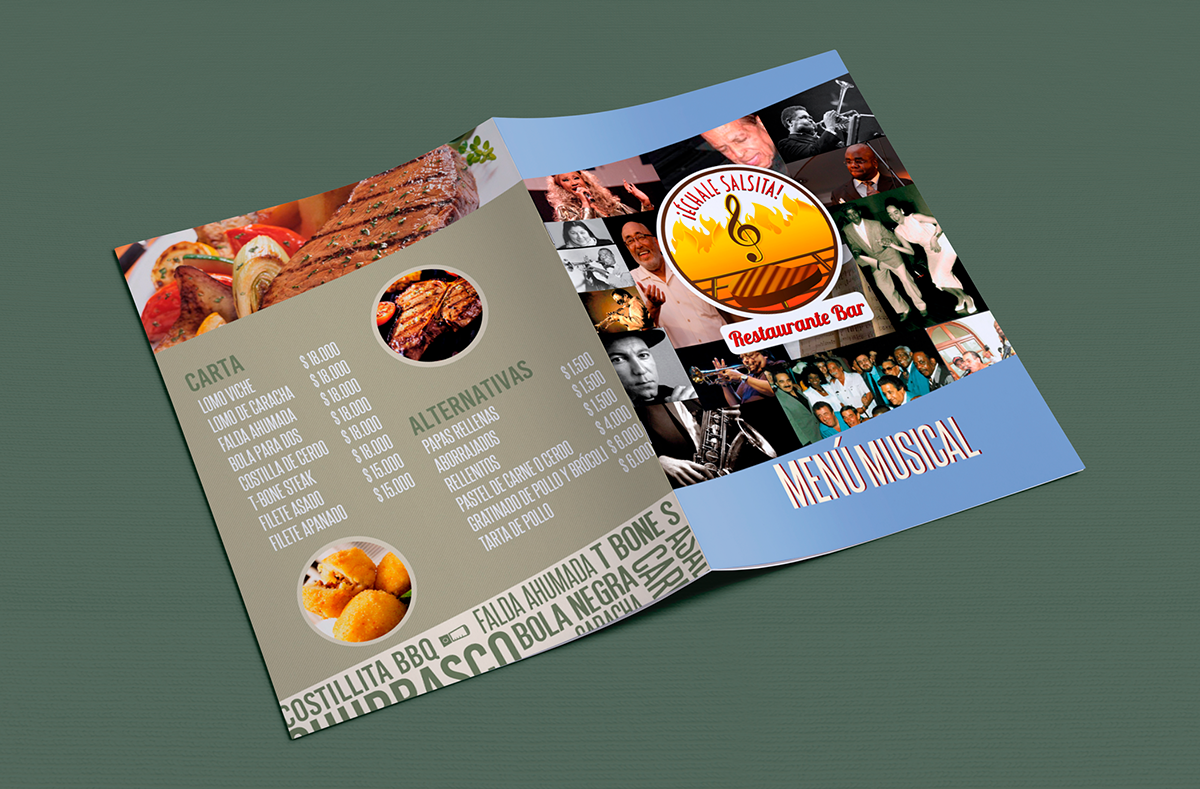 ¡ÉCHALE SALSITA!
Restaurante Bar
MENÚ MUSICAL
CARTA
LOMO VICHE $ 18.000
LOMO DE CARACHA $ 18.000
FALDA AHUMADA $ 18.000
BOLA PARA DOS $ 18.000
COSTILLA DE CERDO $ 18.000
T-BONE STEAK $ 18.000
FILETE ASADO $ 15.000
FILETE APANADO $ 15.000
ALTERNATIVAS
PAPAS RELLENAS $ 1.500
ABORRAJADOS $ 1.500
RELLENITOS $ 1.500
PASTEL DE CARNE O CERDO $ 4.000
GRATINADO DE POLLO Y BRÓCOLI $ 6.000
TARTA DE POLLO $ 6.000
COSTILLITA BBQ
FALDA AHUMADA T BONE S
CHURRASCO
BOLA NEGRA
CARACHA